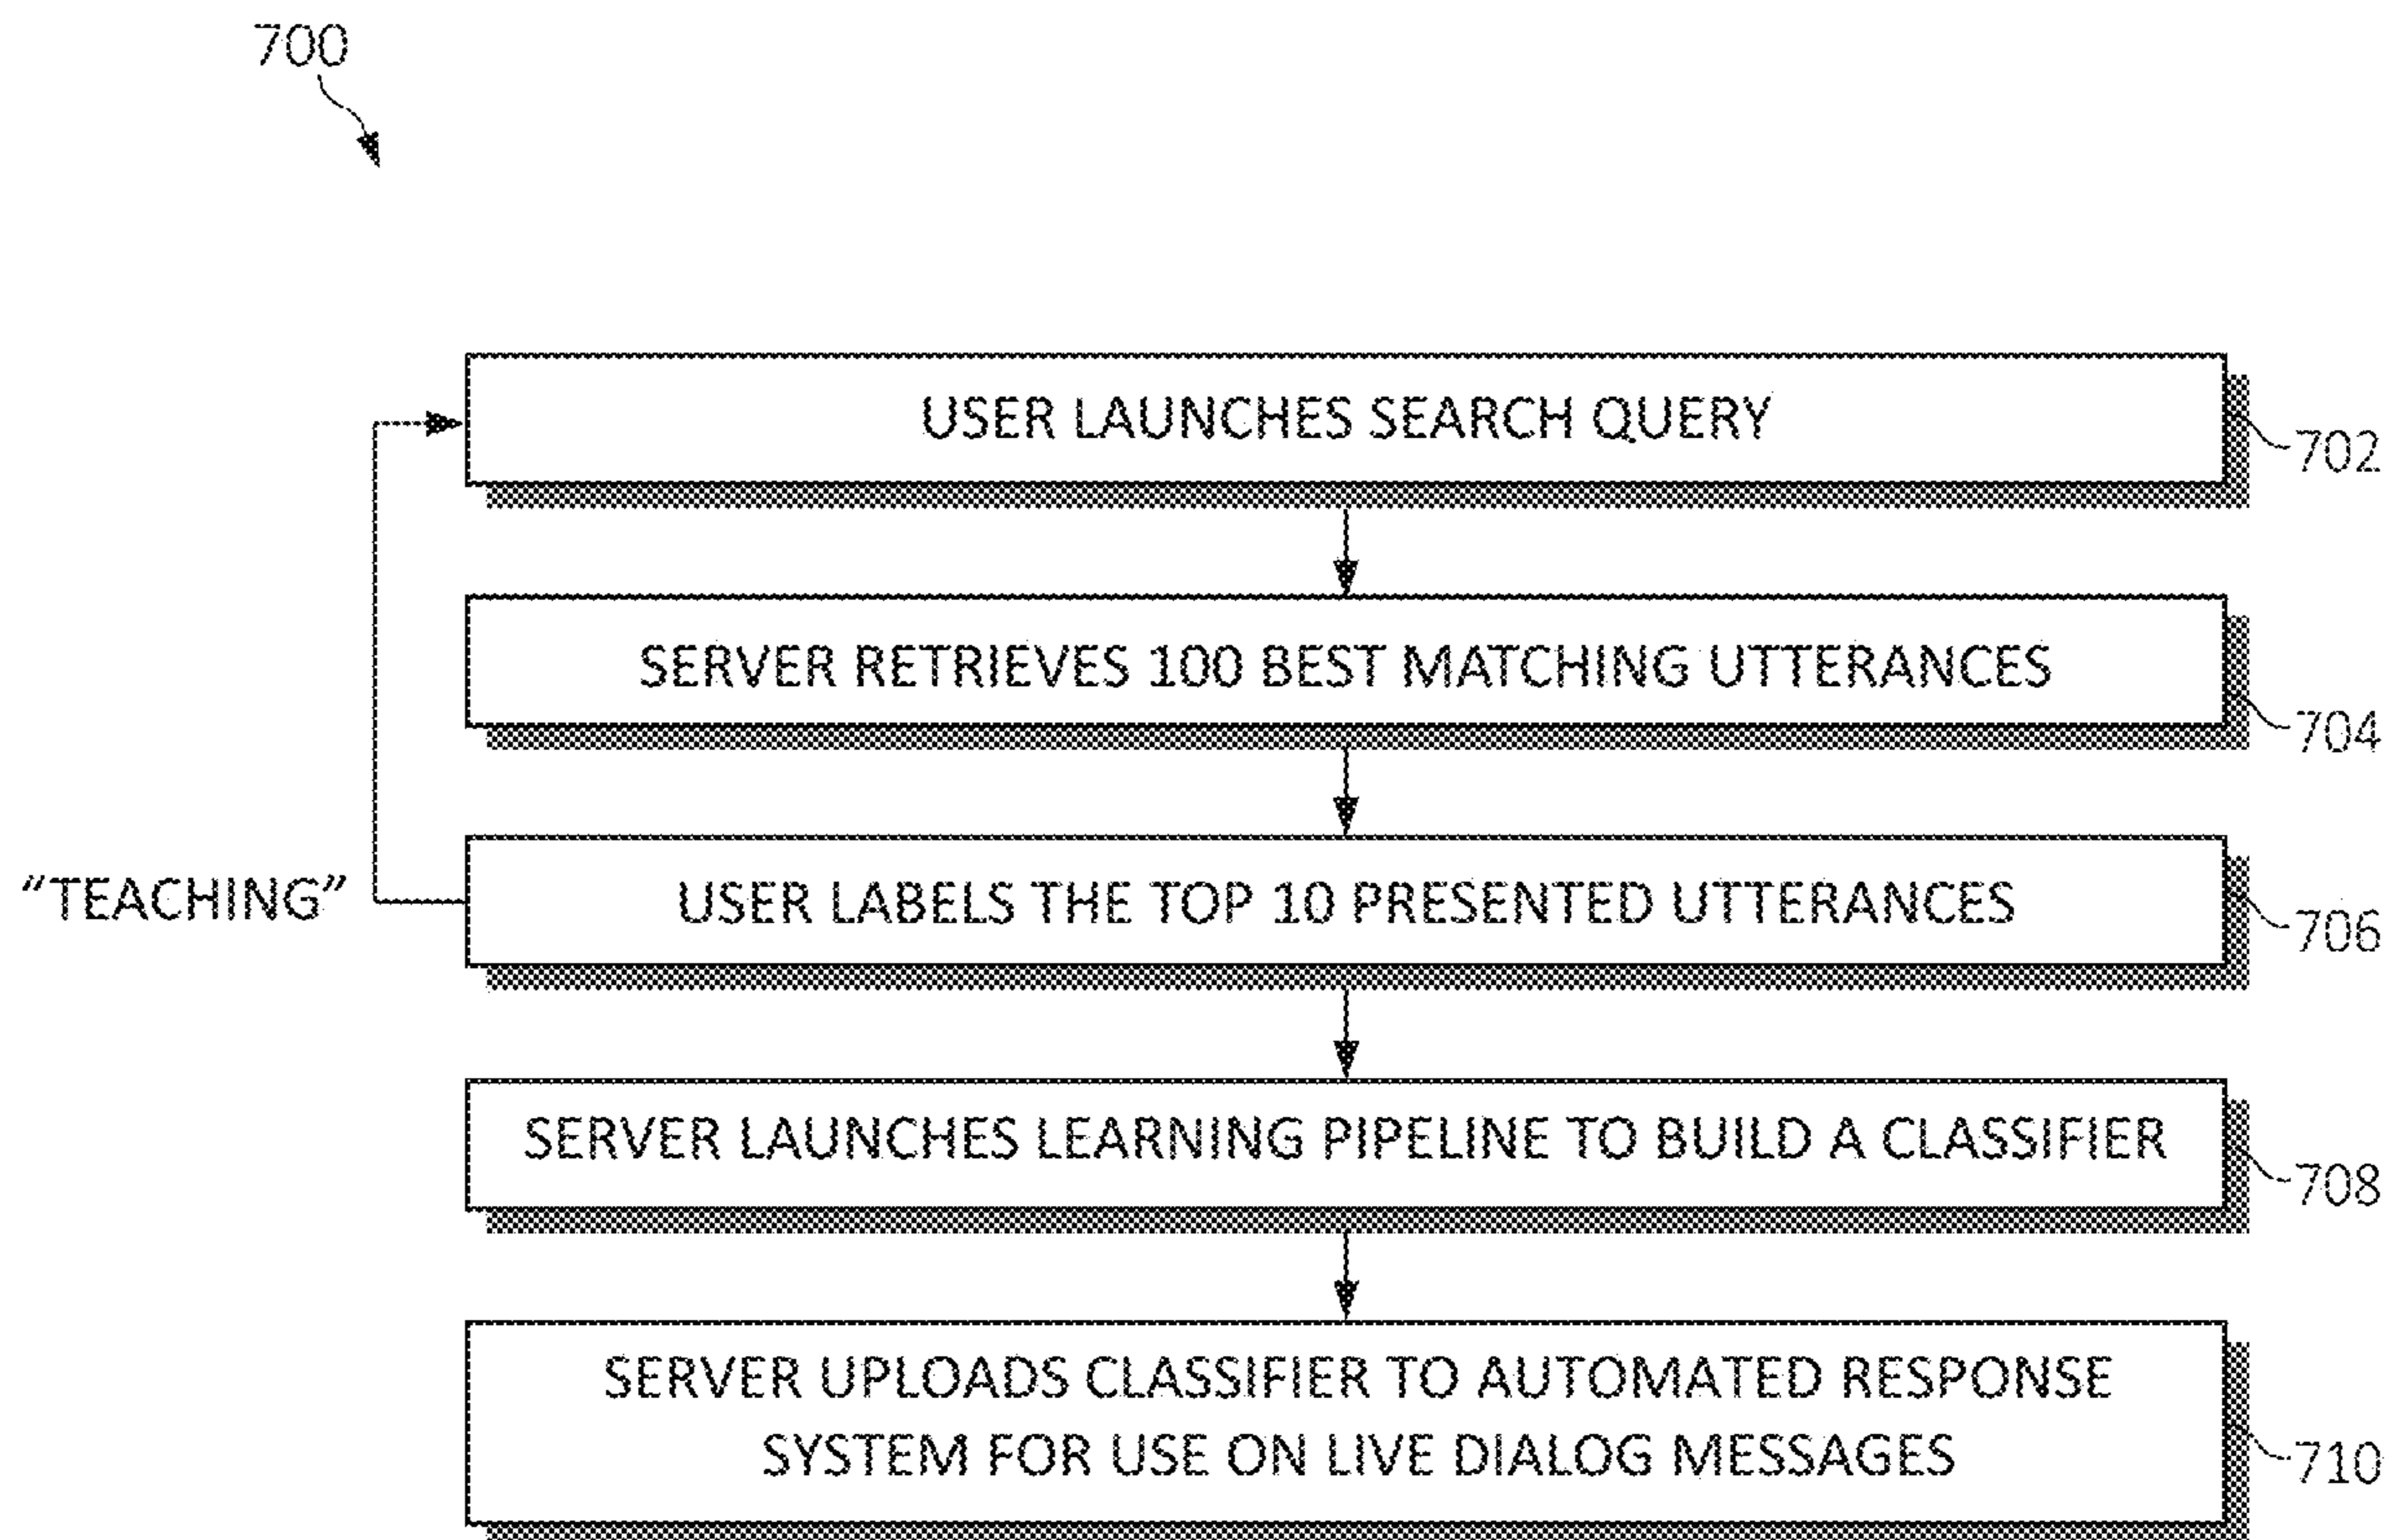 700
USER LAUNCHES SEARCH QUERY
702
SERVER RETRIEVES 100 BEST MATCHING UTTERANCES
704
"TEACHING"
USER LABELS THE TOP 10 PRESENTED UTTERANCES
706
SERVER LAUNCHES LEARNING PIPELINE TO BUILD A CLASSIFIER
708
SERVER UPLOADS CLASSIFIER TO AUTOMATED RESPONSE
SYSTEM FOR USE ON LIVE DIALOG MESSAGES
710